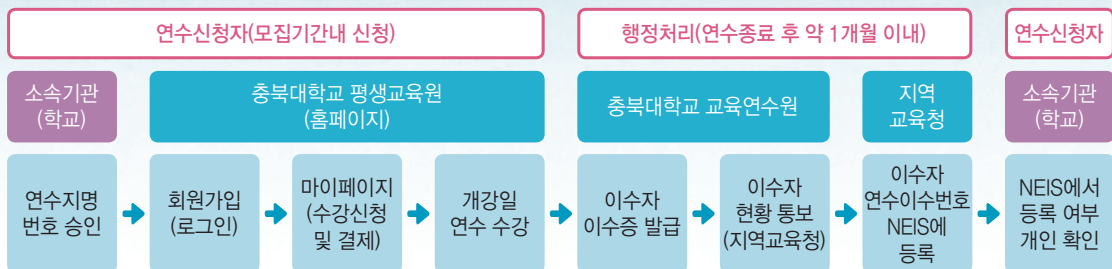 연수신청자(모집기간내 신청)
행정처리(연수종료 후 약 1개월 이내)
연수신청자
소속기관
(학교)
충북대학교 평생교육원
(홈페이지)
충북대학교 교육연수원
지역
교육청
소속기관
(학교)
연수지명
번호 승인
회원가입
(로그인)
마이페이지
(수강신청
및 결제)
개강일
연수 수강
이수자
이수증 발급
이수자
현황 통보
(지역교육청)
이수자
연수이수번호
NEIS에
등록
NEIS에서
등록 여부
개인 확인